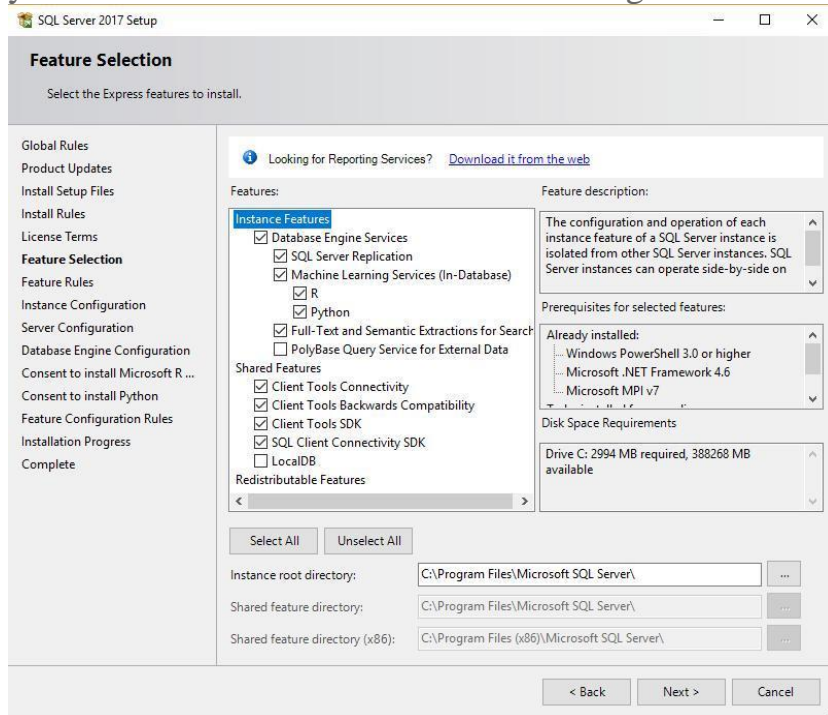 SQL Server 2017 Setup
Feature Selection
Select the Express features to install.
Global Rules
Product Updates
Install Setup Files
Install Rules
License Terms
Feature Selection
Feature Rules
Instance Configuration
Server Configuration
Database Engine Configuration
Consent to install Microsoft R ...
Consent to install Python
Feature Configuration Rules
Installation Progress
Complete
Looking for Reporting Services? Download it from the web
Features:
Instance Features
Database Engine Services
SQL Server Replication
Machine Learning Services (In-Database)
R
Python
Full-Text and Semantic Extractions for Search
PolyBase Query Service for External Data
Shared Features
Client Tools Connectivity
Client Tools Backwards Compatibility
Client Tools SDK
SQL Client Connectivity SDK
LocalDB
Redistributable Features
Feature description:
The configuration and operation of each
instance feature of a SQL Server instance is
isolated from other SQL Server instances. SQL
Server instances can operate side-by-side on
Prerequisites for selected features:
Already installed:
Windows PowerShell 3.0 or higher
Microsoft .NET Framework 4.6
Microsoft MPI v7
Disk Space Requirements
Drive C: 2994 MB required, 388268 MB
available
Select All Unselect All
Instance root directory: C:\Program Files\Microsoft SQL Server\ ...
Shared feature directory: C:\Program Files\Microsoft SQL Server\ ...
Shared feature directory (x86): C:\Program Files (x86)\Microsoft SQL Server\ ...
< Back Next > Cancel